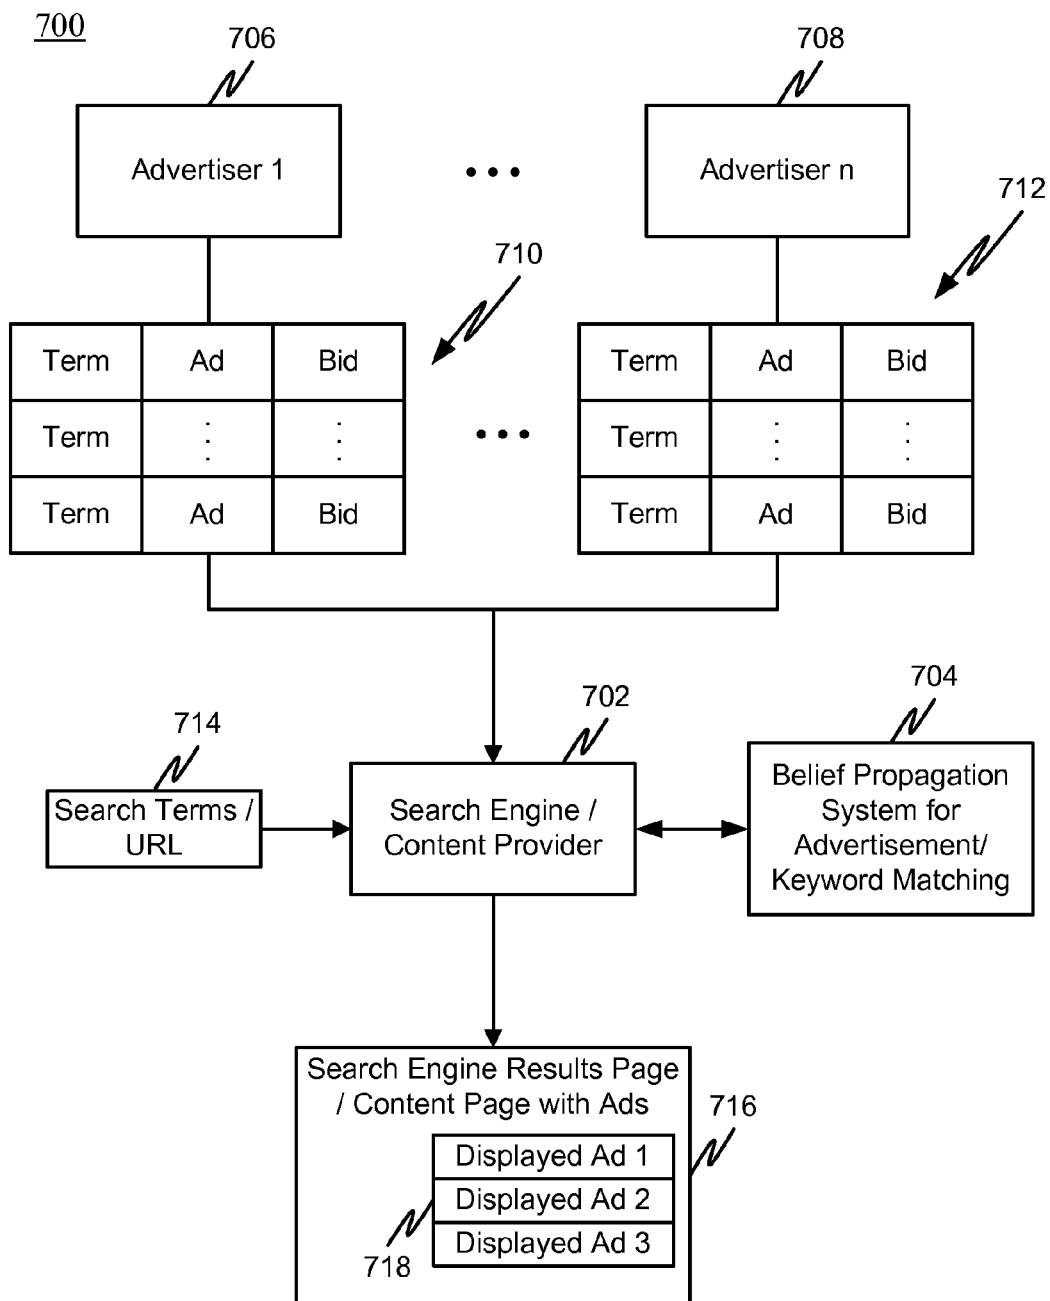 700
706
708
Advertiser 1
Advertiser n
712
710
Term Ad Bid
Term
Term Ad Bid
Term Ad Bid
Term
Term Ad Bid
702
704
714
Search Terms /
URL
Search Engine /
Content Provider
Belief Propagation
System for
Advertisement/
Keyword Matching
Search Engine Results Page
/ Content Page with Ads
716
Displayed Ad 1
Displayed Ad 2
Displayed Ad 3
718